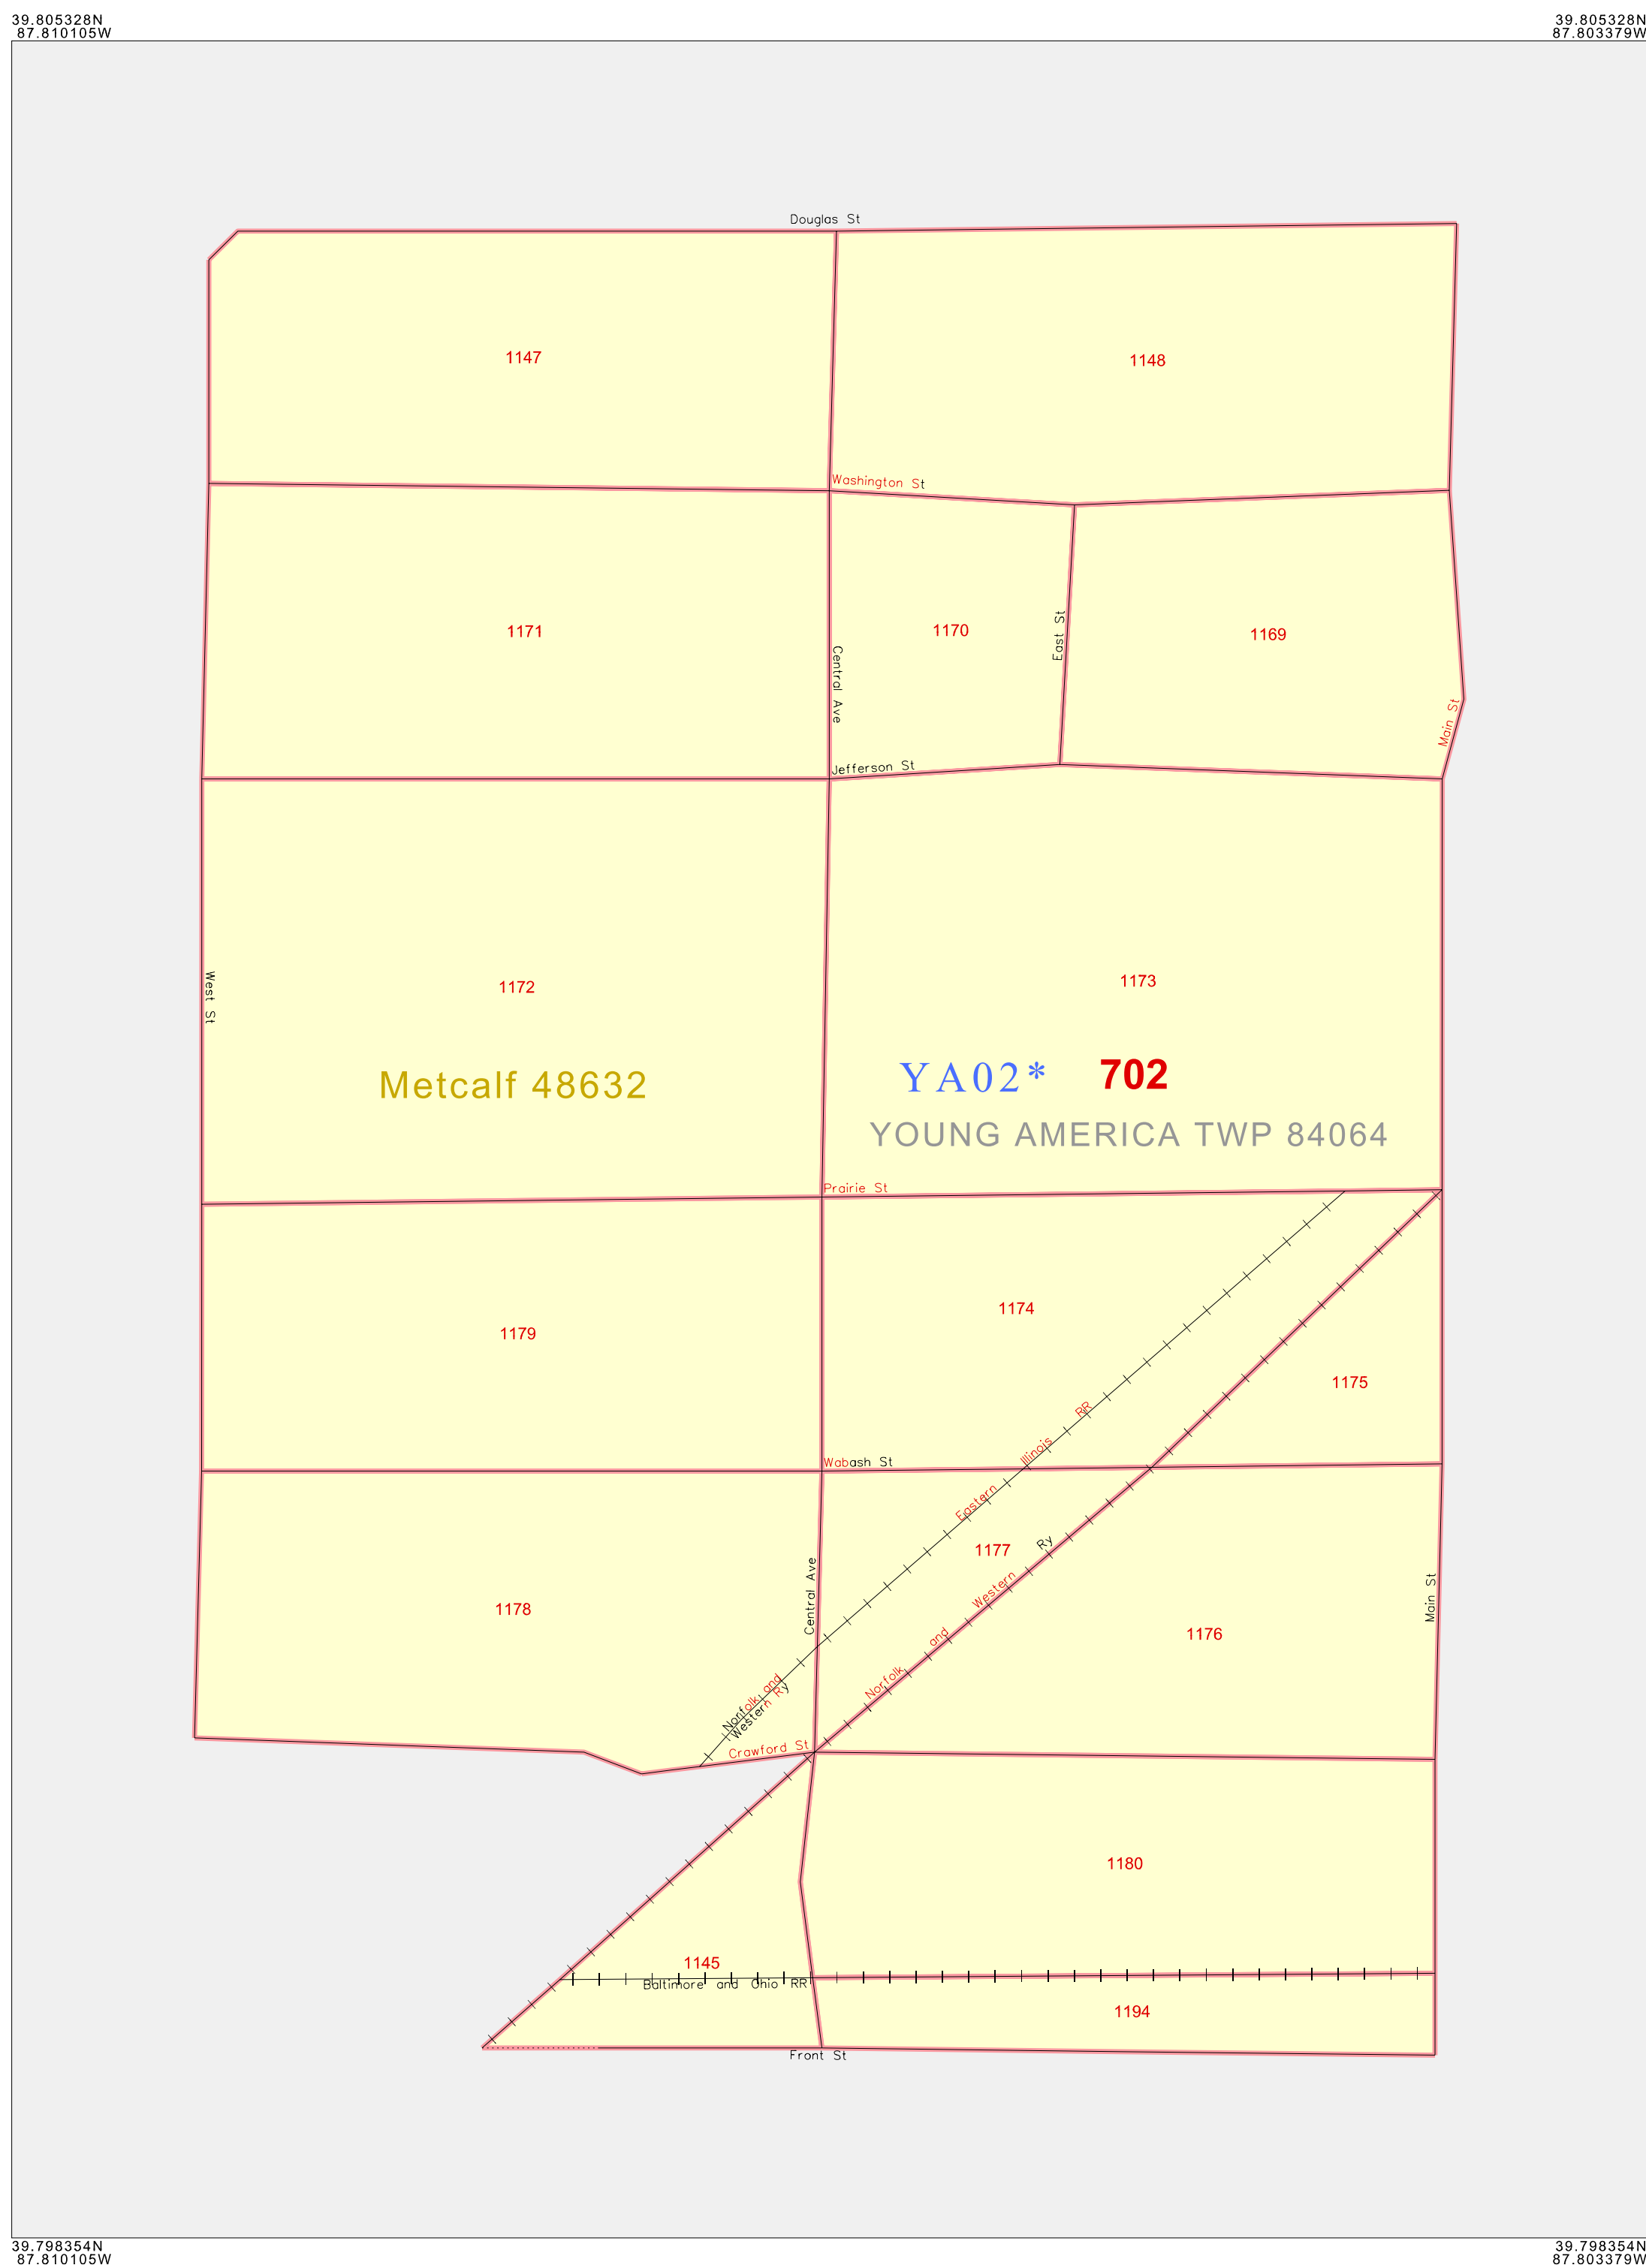 39.805328N
87.810105W
39.805328N
87.803379W
Douglas St
1147
1148
Washington St
1171
1170
East St
1169
Central Ave
Main St
Jefferson St
West St
1172
1173
YA02* 702
Metcalf 48632
YOUNG AMERICA TWP 84064
Prairie St
1174
1179
1175
Eastern Illinois RR
Wabash St
1177
Norfolk and Western Ry
Central Ave
Main St
1178
1176
Norfolk and
Western Ry
Crawford St
1180
1145
Baltimore and Ohio RR
1194
Front St
39.798354N
87.810105W
39.798354N
87.803379W